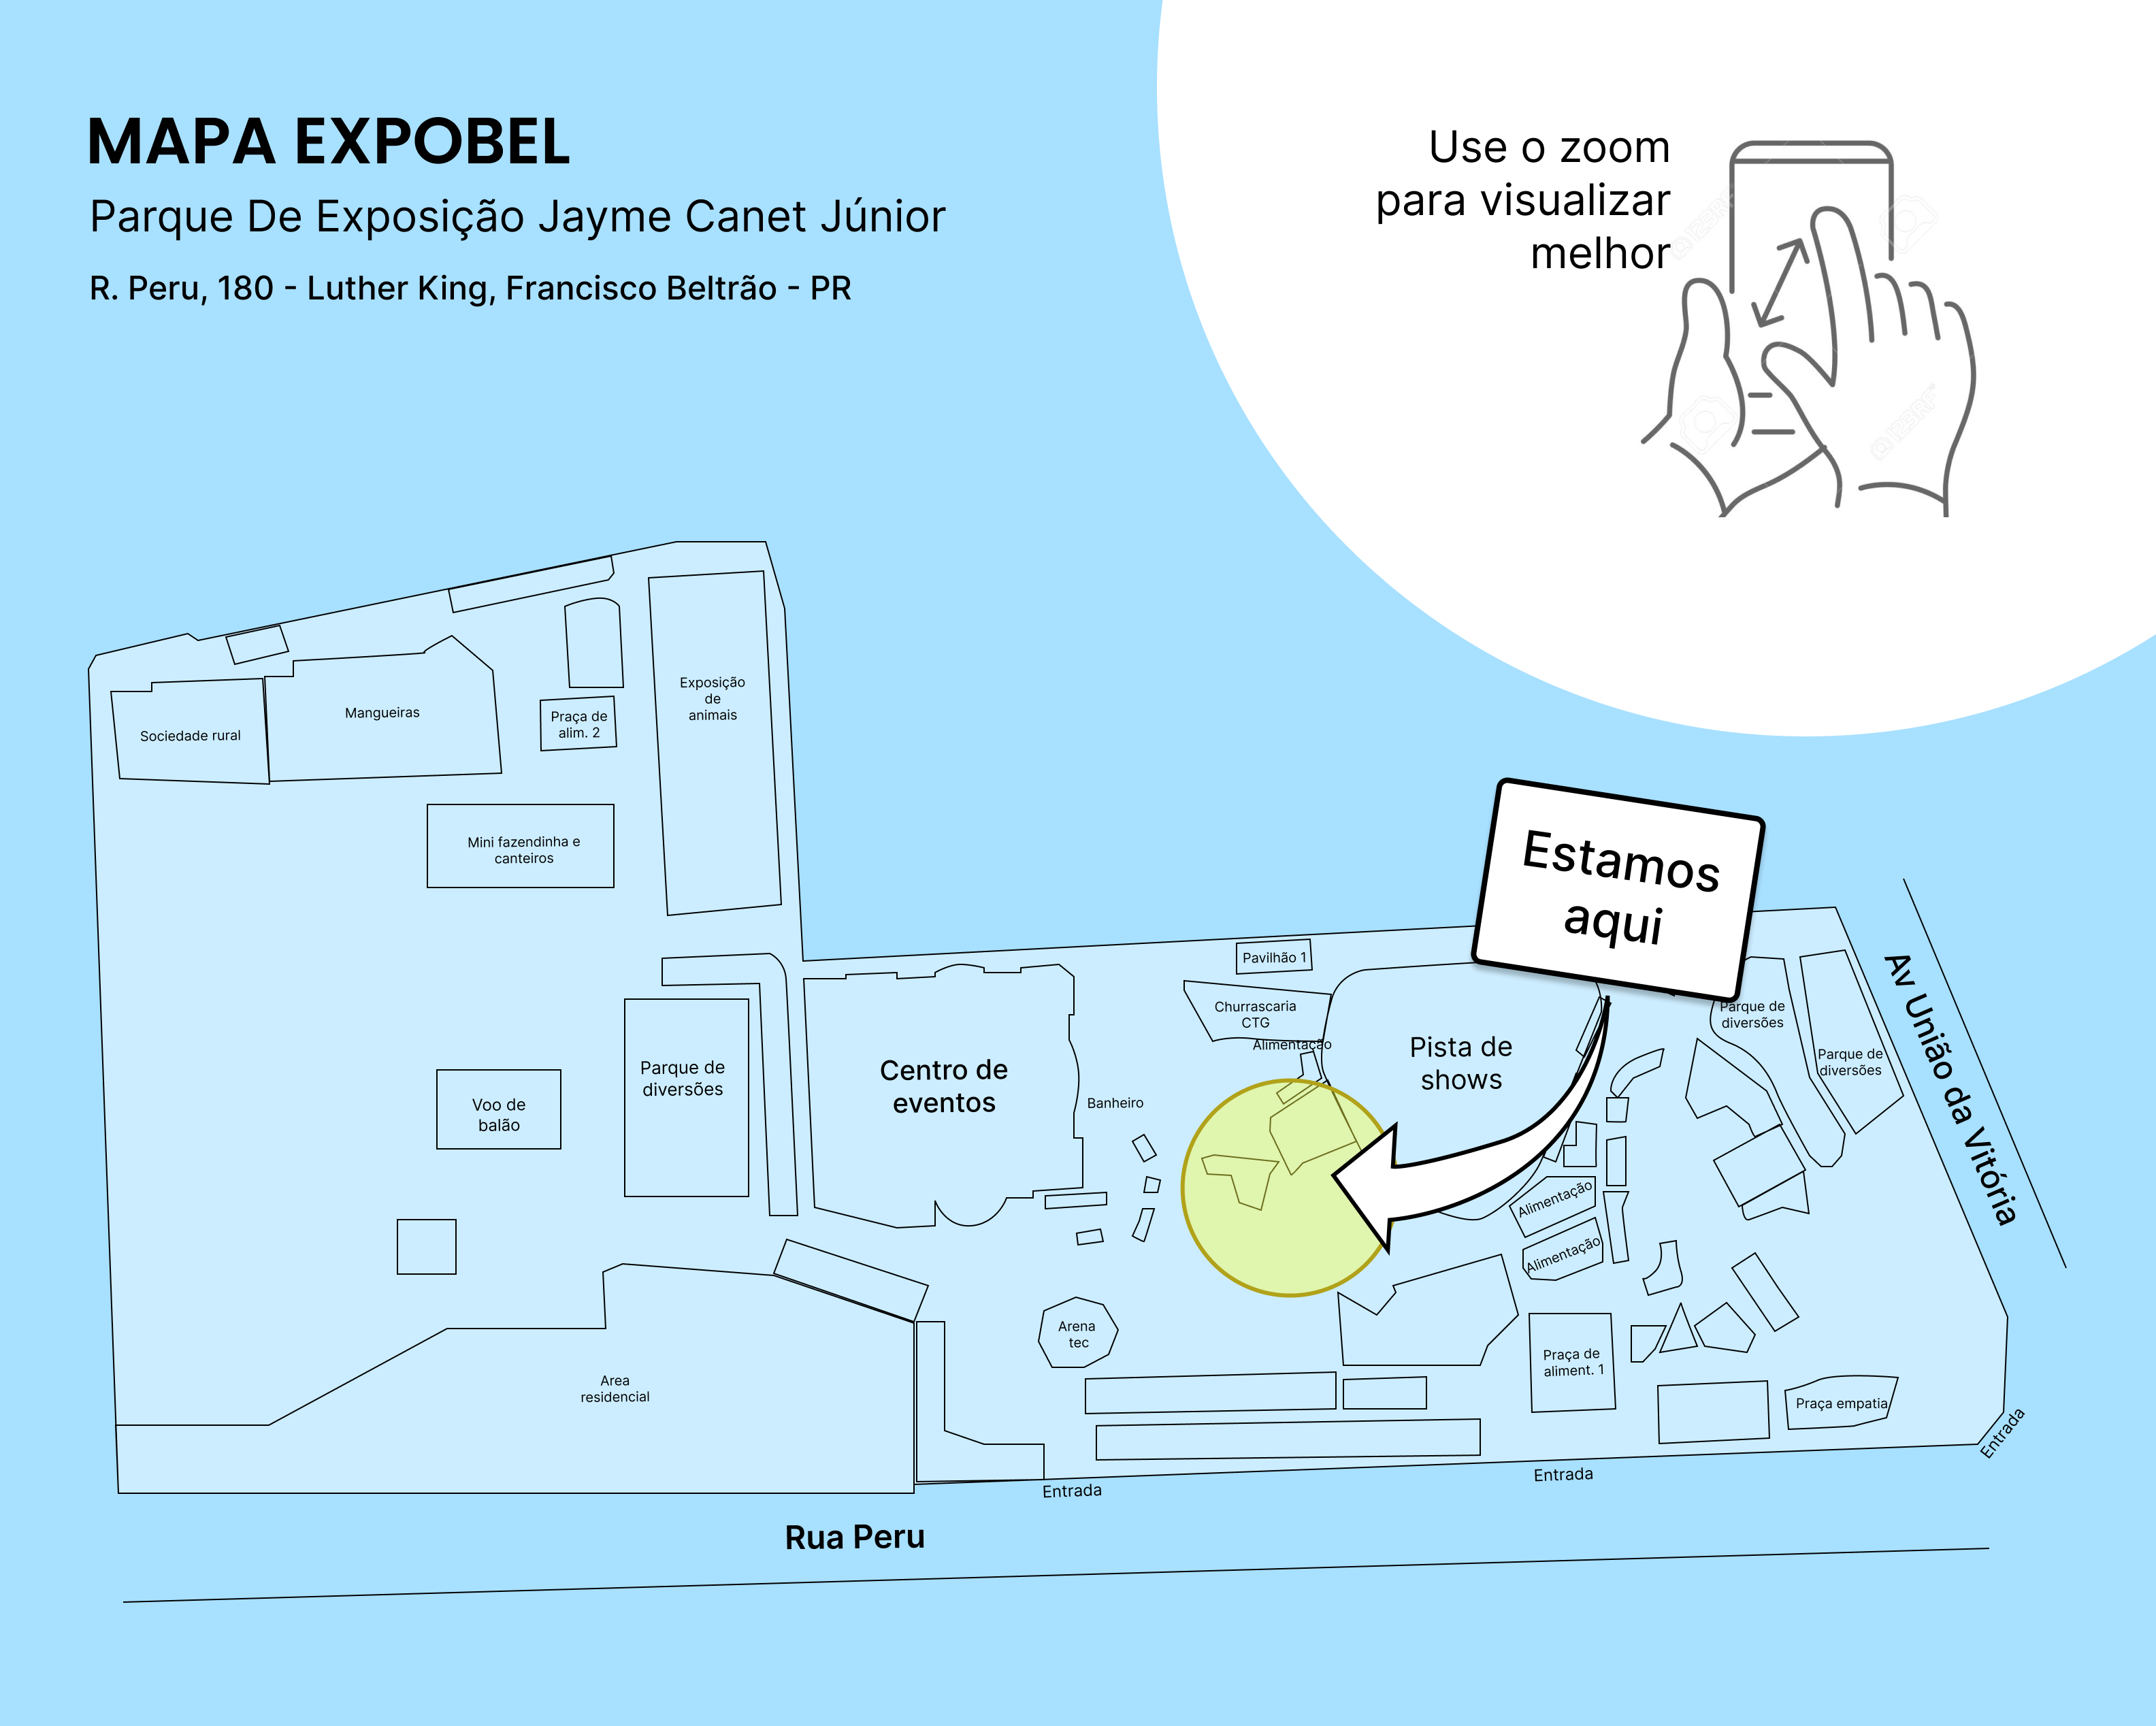 MAPA EXPOBEL
Parque De Exposição Jayme Canet Júnior
R. Peru, 180 - Luther King, Francisco Beltrão - PR
Use o zoom
para visualizar
melhor
123RF
123RF
Sociedade rural
Mangueiras
Praça de
alim. 2
Exposição
de
animais
Mini fazendinha e
canteiros
Estamos
aqui
Pavilhão 1
Churrascaria
CTG
Alimentação
Pista de
shows
Parque de
diversões
Parque de
diversões
Av União da Vitória
Parque de
diversões
Voo de
balão
Centro de
eventos
Banheiro
Alimentação
Alimentação
Arena
tec
Praça de
aliment. 1
Area
residencial
Praça empatia
Entrada
Entrada
Entrada
Rua Peru